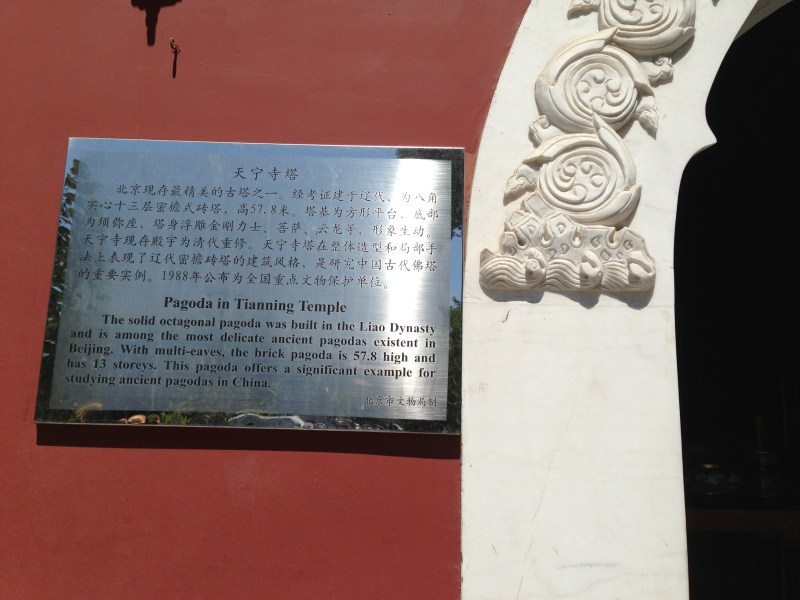 天宁寺塔
北京现存最精美的古塔之一。经考证建于辽代，为八角
实心十三层密檐式砖塔，高57.8米。塔基为方形平台，底部
为须弥座，塔身浮雕金刚力士、菩萨、云龙等，形象生动。
天宁寺现存殿宇为清代重修。天宁寺塔在整体造型和局部手
法上表现了辽代密檐砖塔的建筑风格，是研究中国古代佛塔
的重要实例。1988年公布为全国重点文物保护单位。
Pagoda in Tianning Temple
The solid octagonal pagoda was built in the Liao Dynasty
and is among the most delicate ancient pagodas existent in
Beijing. With multi-eaves, the brick pagoda is 57.8 high and
has 13 storeys. This pagoda offers a significant example for
studying ancient pagodas in China.
北京市文物局制